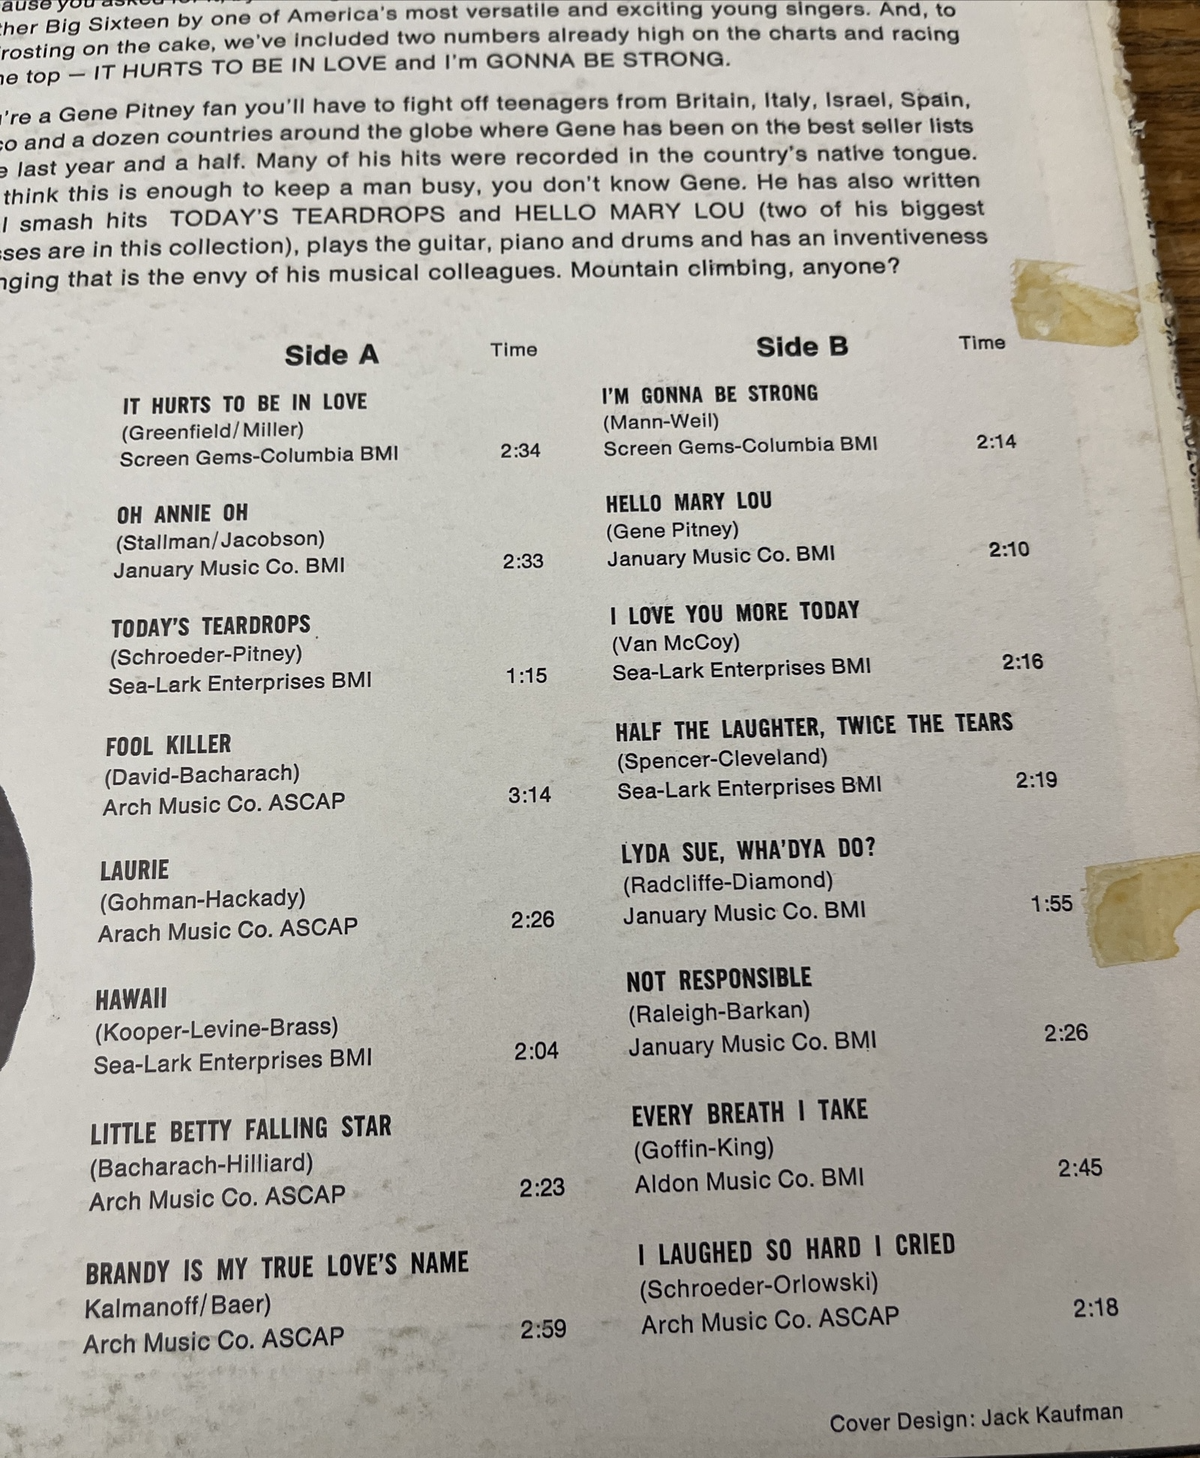 ther Big Sixteen by one of America's most versatile and exciting young singers. And, to
rosting on the cake, we've included two numbers already high on the charts and racing
ne top — IT HURTS TO BE IN LOVE and I'm GONNA BE STRONG.
're a Gene Pitney fan you'll have to fight off teenagers from Britain, Italy, Israel, Spain,
co and a dozen countries around the globe where Gene has been on the best seller lists
e last year and a half. Many of his hits were recorded in the country's native tongue.
think this is enough to keep a man busy, you don't know Gene. He has also written
l smash hits TODAY'S TEARDROPS and HELLO MARY LOU (two of his biggest
sses are in this collection), plays the guitar, piano and drums and has an inventiveness
nging that is the envy of his musical colleagues. Mountain climbing, anyone?
Side A Time
IT HURTS TO BE IN LOVE
(Greenfield/Miller)
Screen Gems-Columbia BMI 2:34
OH ANNIE OH
(Stallman/Jacobson)
January Music Co. BMI 2:33
TODAY'S TEARDROPS
(Schroeder-Pitney)
Sea-Lark Enterprises BMI 1:15
FOOL KILLER
(David-Bacharach)
Arch Music Co. ASCAP 3:14
LAURIE
(Gohman-Hackady)
Arach Music Co. ASCAP 2:26
HAWAII
(Kooper-Levine-Brass)
Sea-Lark Enterprises BMI 2:04
LITTLE BETTY FALLING STAR
(Bacharach-Hilliard)
Arch Music Co. ASCAP 2:23
BRANDY IS MY TRUE LOVE'S NAME
Kalmanoff/Baer)
Arch Music Co. ASCAP 2:59
Side B Time
I'M GONNA BE STRONG
(Mann-Weil)
Screen Gems-Columbia BMI 2:14
HELLO MARY LOU
(Gene Pitney)
January Music Co. BMI 2:10
I LOVE YOU MORE TODAY
(Van McCoy)
Sea-Lark Enterprises BMI 2:16
HALF THE LAUGHTER, TWICE THE TEARS
(Spencer-Cleveland)
Sea-Lark Enterprises BMI 2:19
LYDA SUE, WHA'DYA DO?
(Radcliffe-Diamond)
January Music Co. BMI 1:55
NOT RESPONSIBLE
(Raleigh-Barkan)
January Music Co. BMI 2:26
EVERY BREATH I TAKE
(Goffin-King)
Aldon Music Co. BMI 2:45
I LAUGHED SO HARD I CRIED
(Schroeder-Orlowski)
Arch Music Co. ASCAP 2:18
Cover Design: Jack Kaufman